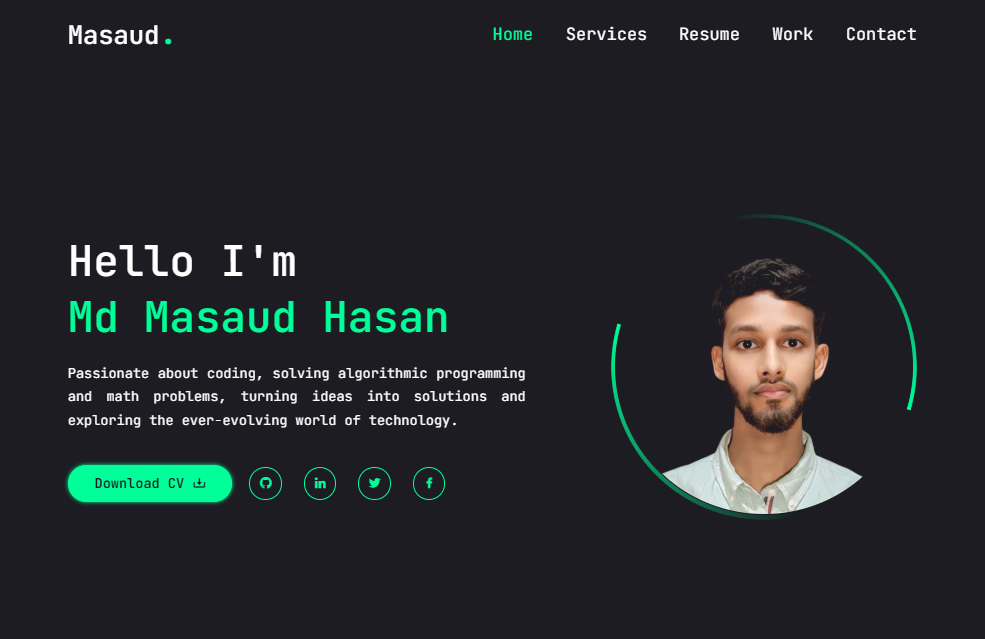 Masaud.
Home Services Resume Work Contact
Hello I'm
Md Masaud Hasan
Passionate about coding, solving algorithmic programming
and math problems, turning ideas into solutions and
exploring the ever-evolving world of technology.
Download CV